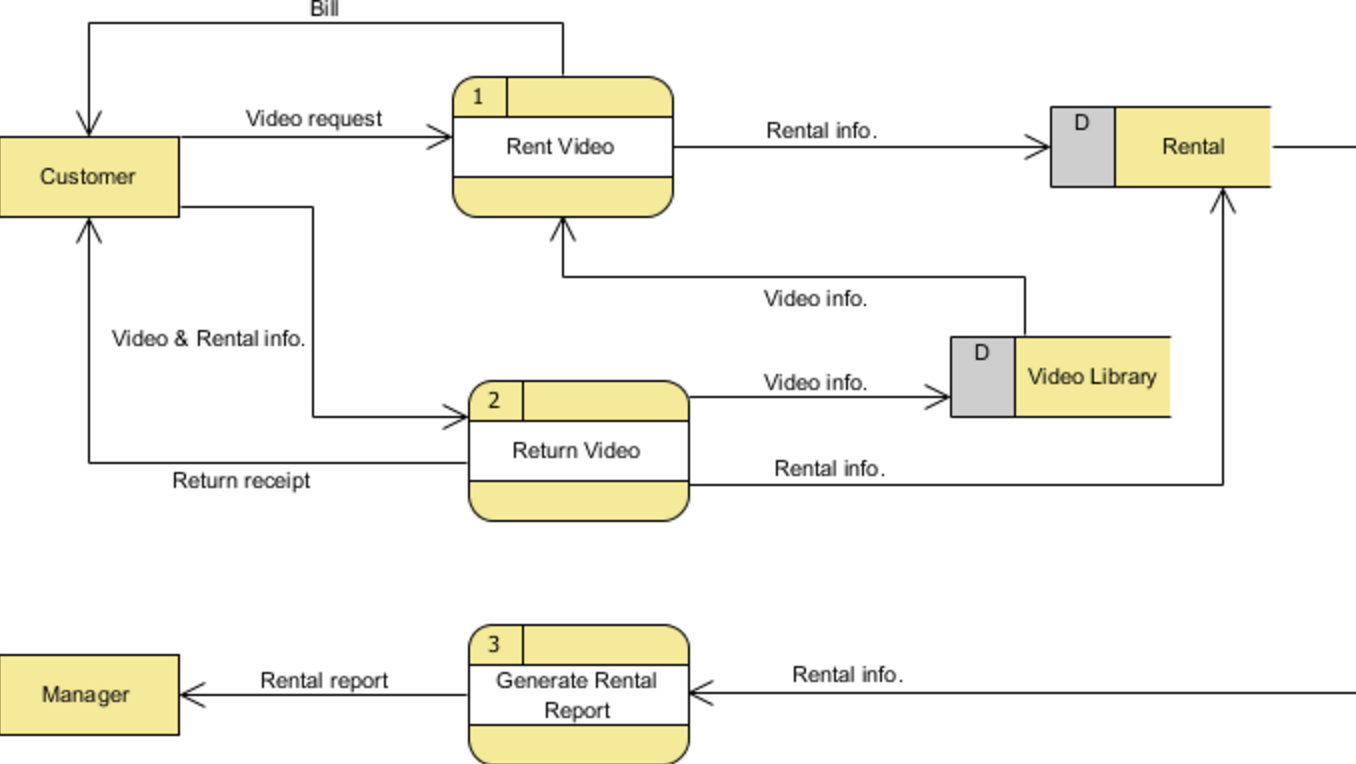 Bill
1
Video request
Rent Video
Rental info.
D
Rental
Customer
Video info.
Video & Rental info.
D
Video Library
Video info.
2
Return Video
Rental info.
Return receipt
3
Rental report
Generate Rental
Report
Rental info.
Manager